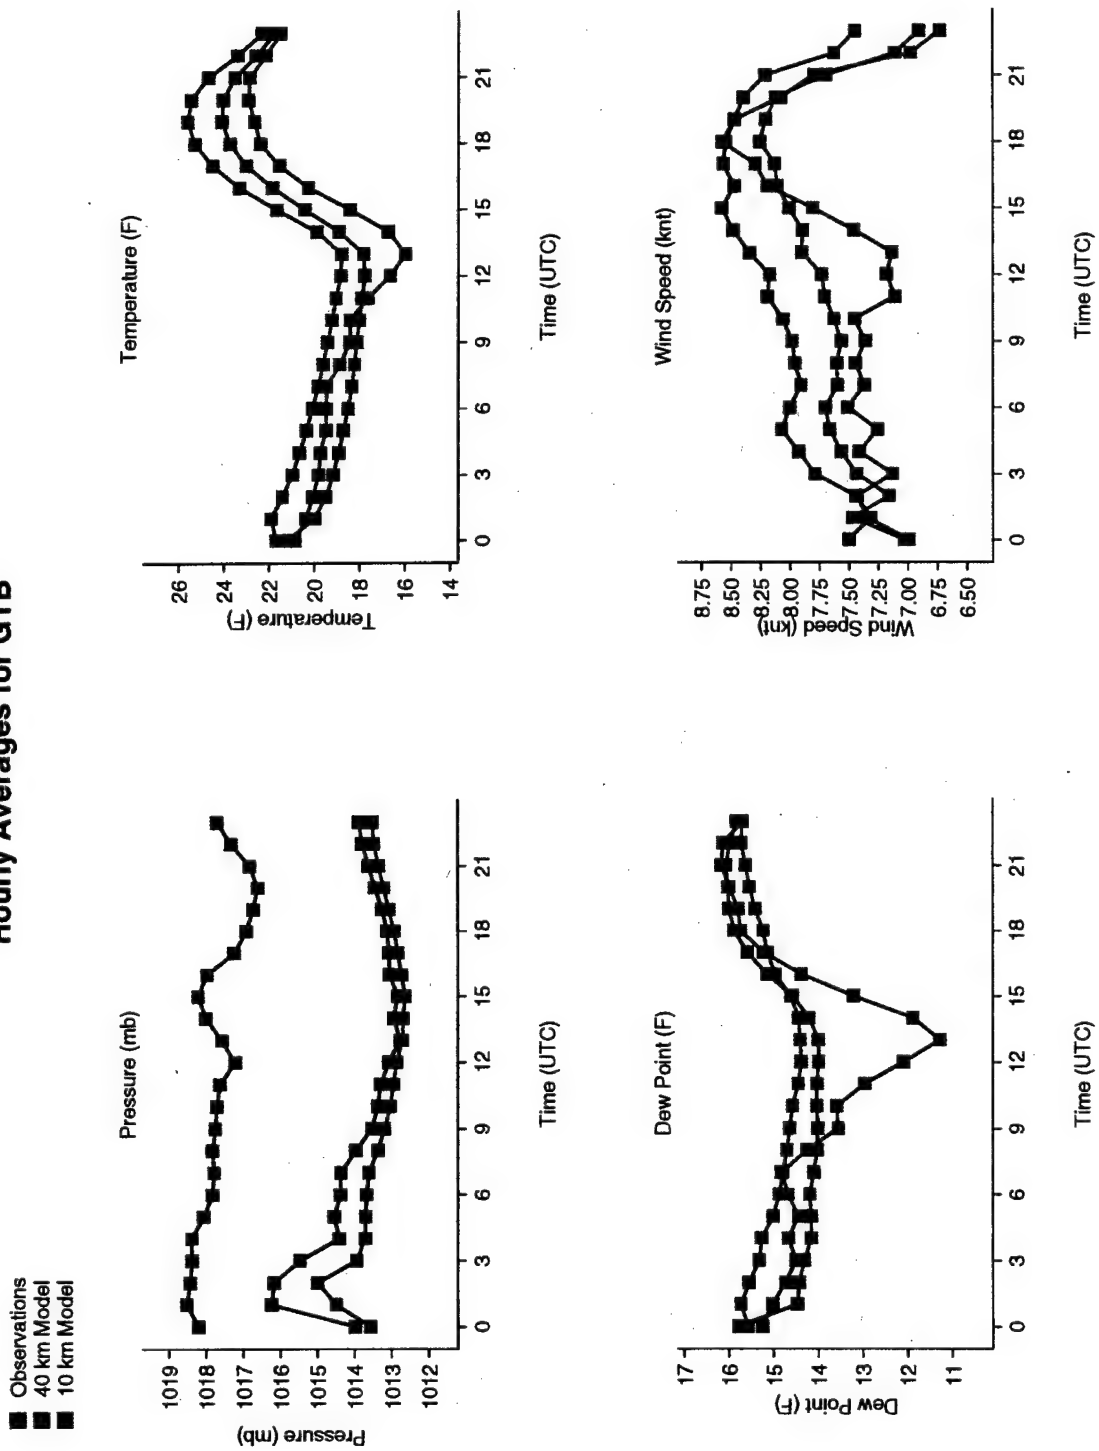 Hourly Averages for GTB
Observations
40 km Model
10 km Model
Pressure (mb)
Pressure (mb)
1019
1018
1017
1016
1015
1014
1013
1012
0 3 6 9 12 15 18 21
Time (UTC)
Temperature (F)
Temperature (F)
26
24
22
20
18
16
14
0 3 6 9 12 15 18 21
Time (UTC)
Dew Point (F)
Dew Point (F)
17
16
15
14
13
12
11
0 3 6 9 12 15 18 21
Time (UTC)
Wind Speed (knt)
Wind Speed (knt)
8.75
8.50
8.25
8.00
7.75
7.50
7.25
7.00
6.75
6.50
0 3 6 9 12 15 18 21
Time (UTC)